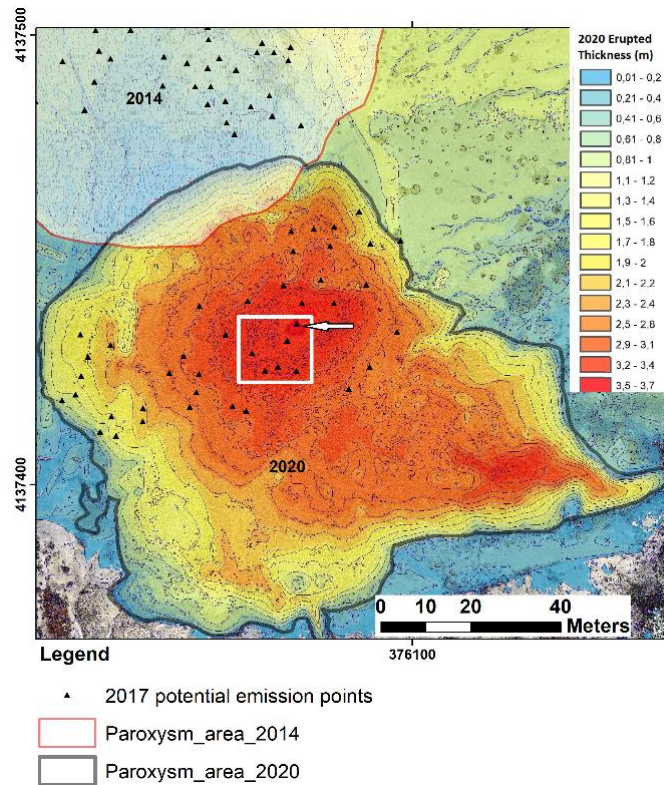 4137500
2020 Erupted
Thickness (m)
0,01 - 0,2
0,21 - 0,4
0,41 - 0,6
0,61 - 0,8
0,81 - 1
1,1 - 1,2
1,3 - 1,4
1,5 - 1,6
1,7 - 1,8
1,9 - 2
2,1 - 2,2
2,3 - 2,4
2,5 - 2,8
2,9 - 3,1
3,2 - 3,4
3,5 - 3,7
2014
2020
4137400
0 10 20 40
Meters
376100
Legend
2017 potential emission points
Paroxysm_area_2014
Paroxysm_area_2020